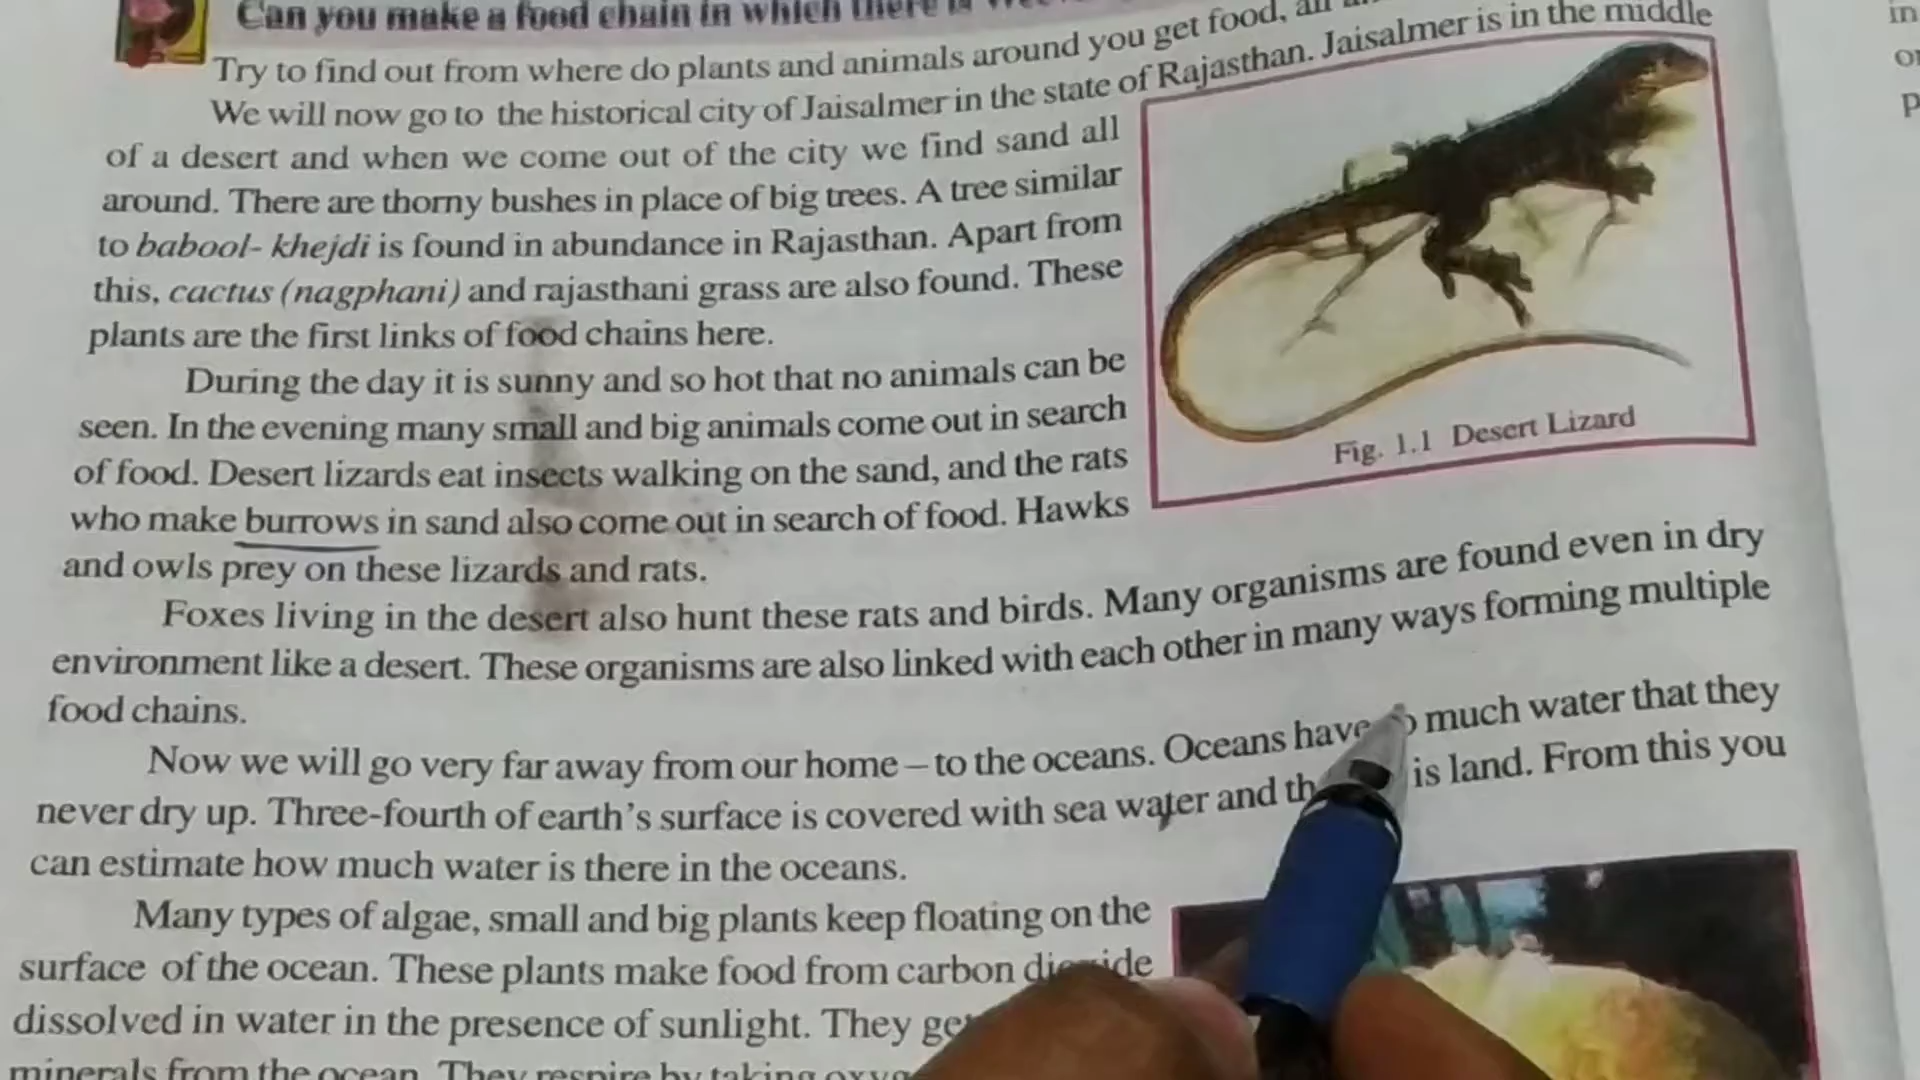 Can you make a food chain in which there is
Try to find out from where do plants and animals around you get food,
We will now go to the historical city of Jaisalmer in the state of Rajasthan. Jaisalmer is in the middle
of a desert and when we come out of the city we find sand all
around. There are thorny bushes in place of big trees. A tree similar
to babool- khejdi is found in abundance in Rajasthan. Apart from
this, cactus (nagphani) and rajasthani grass are also found. These
plants are the first links of food chains here.
During the day it is sunny and so hot that no animals can be
seen. In the evening many small and big animals come out in search
of food. Desert lizards eat insects walking on the sand, and the rats
who make burrows in sand also come out in search of food. Hawks
and owls prey on these lizards and rats.
Fig. 1.1 Desert Lizard
Foxes living in the desert also hunt these rats and birds. Many organisms are found even in dry
environment like a desert. These organisms are also linked with each other in many ways forming multiple
food chains.
Now we will go very far away from our home – to the oceans. Oceans have much water that they
never dry up. Three-fourth of earth's surface is covered with sea water and is land. From this you
can estimate how much water is there in the oceans.
Many types of algae, small and big plants keep floating on the
surface of the ocean. These plants make food from carbon dioxide
dissolved in water in the presence of sunlight. They
minerals from the ocean. They respire by taking
in